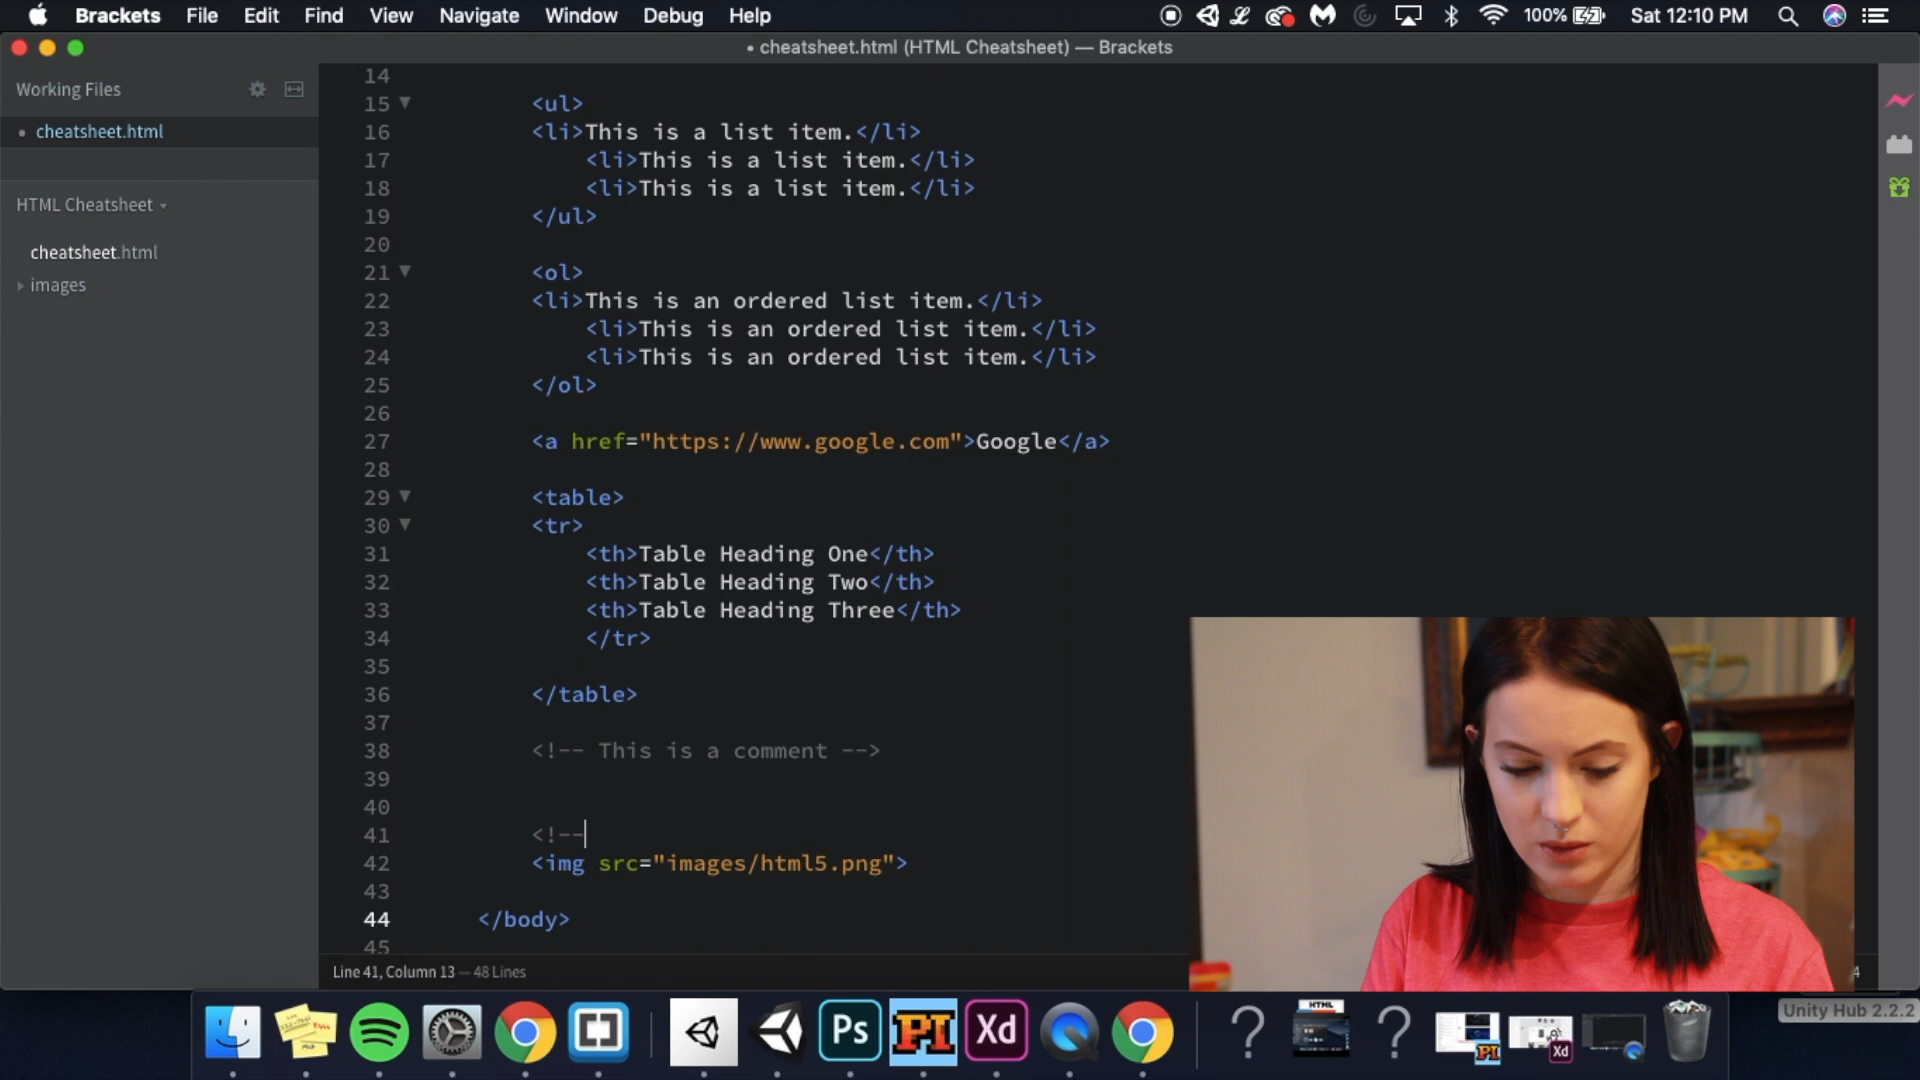 Brackets File Edit Find View Navigate Window Debug Help 100% Sat 12:10 PM
• cheatsheet.html (HTML Cheatsheet) — Brackets
Working Files
• cheatsheet.html
HTML Cheatsheet
cheatsheet.html
images
14
15 <ul>
16 <li>This is a list item.</li>
17 <li>This is a list item.</li>
18 <li>This is a list item.</li>
19 </ul>
20
21 <ol>
22 <li>This is an ordered list item.</li>
23 <li>This is an ordered list item.</li>
24 <li>This is an ordered list item.</li>
25 </ol>
26
27 <a href="https://www.google.com">Google</a>
28
29 <table>
30 <tr>
31 <th>Table Heading One</th>
32 <th>Table Heading Two</th>
33 <th>Table Heading Three</th>
34 </tr>
35
36 </table>
37
38 <!-- This is a comment -->
39
40
41 <!--
42 <img src="images/html5.png">
43
44 </body>
45
Line 41, Column 13 — 48 Lines
4
Unity Hub 2.2.2
Ps PI Xd ? HTML ? PI Xd